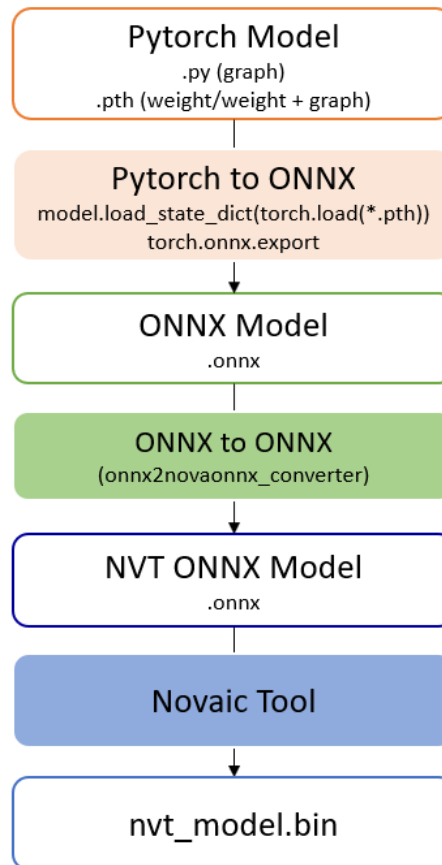 Pytorch Model
.py (graph)
.pth (weight/weight + graph)
Pytorch to ONNX
model.load_state_dict(torch.load(*.pth))
torch.onnx.export
ONNX Model
.onnx
ONNX to ONNX
(onnx2novaonnx_converter)
NVT ONNX Model
.onnx
Novaic Tool
nvt_model.bin